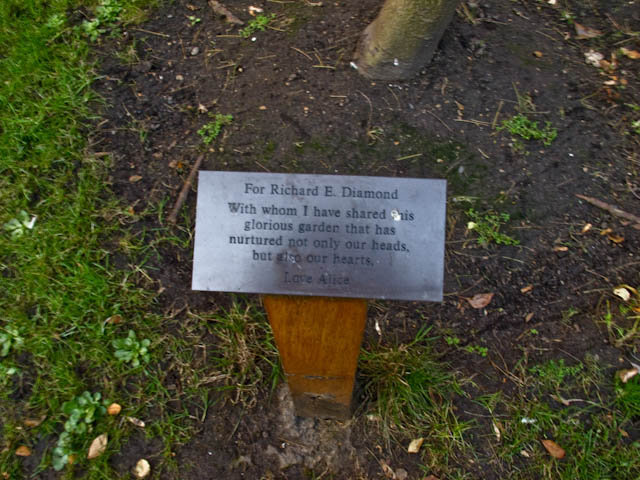 For Richard E. Diamond
With whom I have shared this
glorious garden that has
nurtured not only our heads,
but also our hearts.
Love Alice